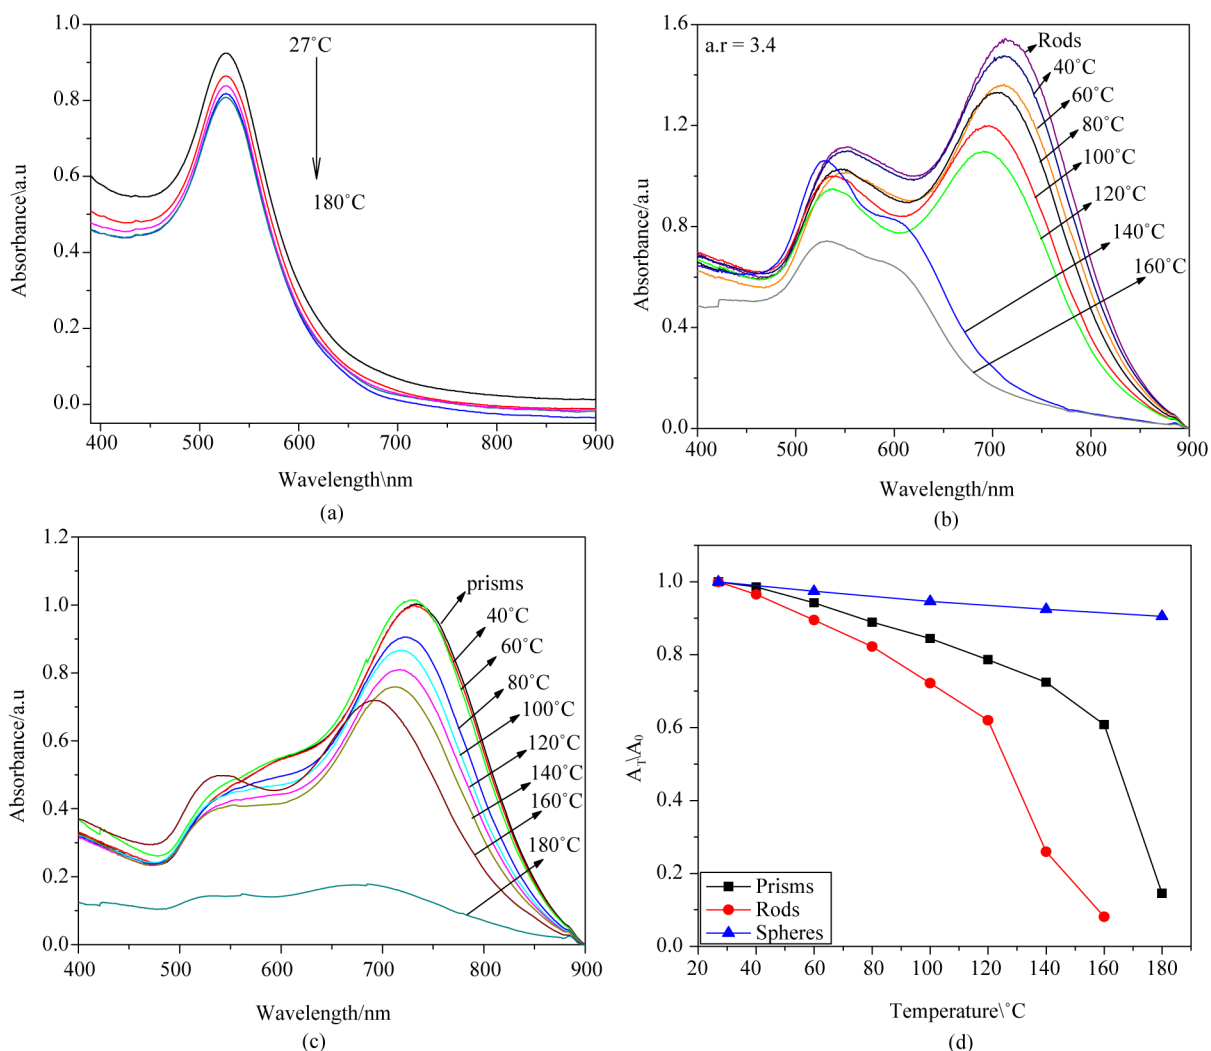 1.0
0.8
0.6
0.4
0.2
0.0
400
500
600
700
800
900
Absorbance\a.u
Wavelength\nm
27˚C
180˚C
(a)
1.6
1.2
0.8
0.4
0.0
400
500
600
700
800
900
Absorbance/a.u
Wavelength/nm
a.r = 3.4
Rods
40˚C
60˚C
80˚C
100˚C
120˚C
140˚C
160˚C
(b)
1.2
1.0
0.8
0.6
0.4
0.2
0.0
400
500
600
700
800
900
Absorbance/a.u
Wavelength/nm
prisms
40˚C
60˚C
80˚C
100˚C
120˚C
140˚C
160˚C
180˚C
(c)
1.0
0.8
0.6
0.4
0.2
0.0
20
40
60
80
100
120
140
160
180
A_T\A_0
Temperature\˚C
Prisms
Rods
Spheres
(d)